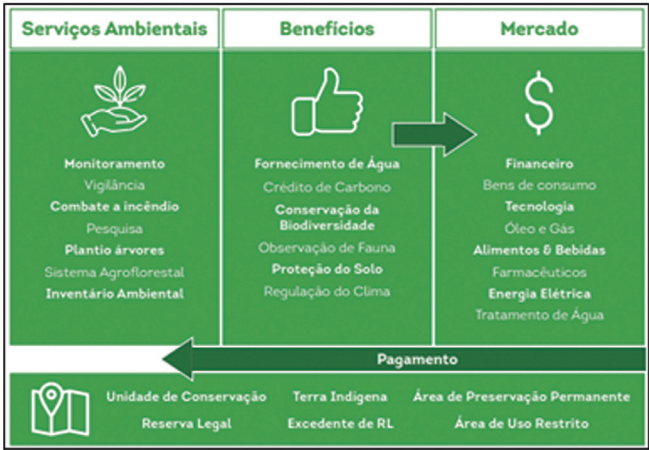 Serviços Ambientais
Benefícios
Mercado
Monitoramento
Vigilância
Combate a incêndio
Pesquisa
Plantio árvores
Sistema Agroflorestal
Inventário Ambiental
Fornecimento de Água
Crédito de Carbono
Conservação da
Biodiversidade
Observação de Fauna
Proteção do Solo
Regulação do Clima
$
Financeiro
Bens de consumo
Tecnologia
Óleo e Gás
Alimentos & Bebidas
Farmacêuticos
Energia Elétrica
Tratamento de Água
Pagamento
Unidade de Conservação
Terra Indígena
Área de Preservação Permanente
Reserva Legal
Excedente de RL
Área de Uso Restrito